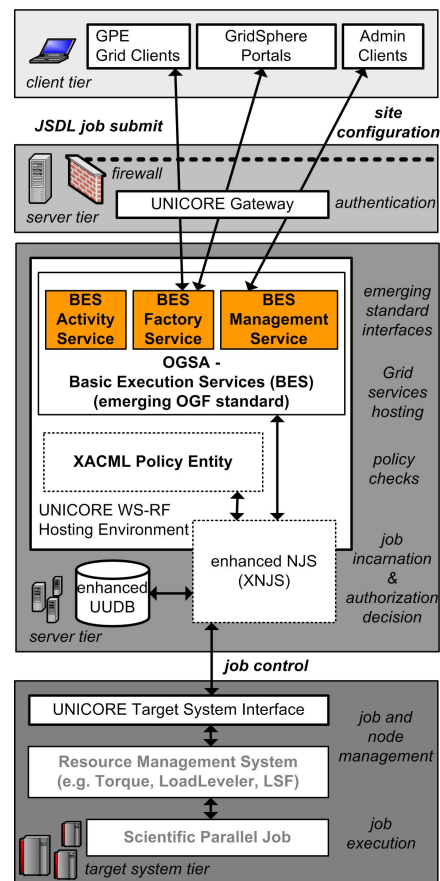 GPE
Grid Clients
GridSphere
Portals
Admin
Clients
client tier
JSDL job submit
site
configuration
firewall
server tier
UNICORE Gateway
authentication
BES
Activity
Service
BES
Factory
Service
BES
Management
Service
emerging
standard
interfaces
OGSA -
Basic Execution Services (BES)
(emerging OGF standard)
Grid
services
hosting
XACML Policy Entity
policy
checks
UNICORE WS-RF
Hosting Environment
enhanced NJS
(XNJS)
job
incarnation
&
authorization
decision
enhanced
UUDB
server tier
job control
UNICORE Target System Interface
job and
node
management
Resource Management System
(e.g. Torque, LoadLeveler, LSF)
Scientific Parallel Job
job
execution
target system tier